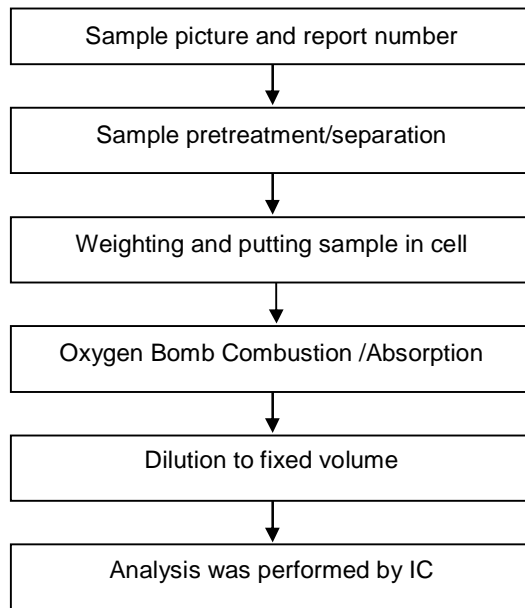 Sample picture and report number
Sample pretreatment/separation
Weighting and putting sample in cell
Oxygen Bomb Combustion /Absorption
Dilution to fixed volume
Analysis was performed by IC